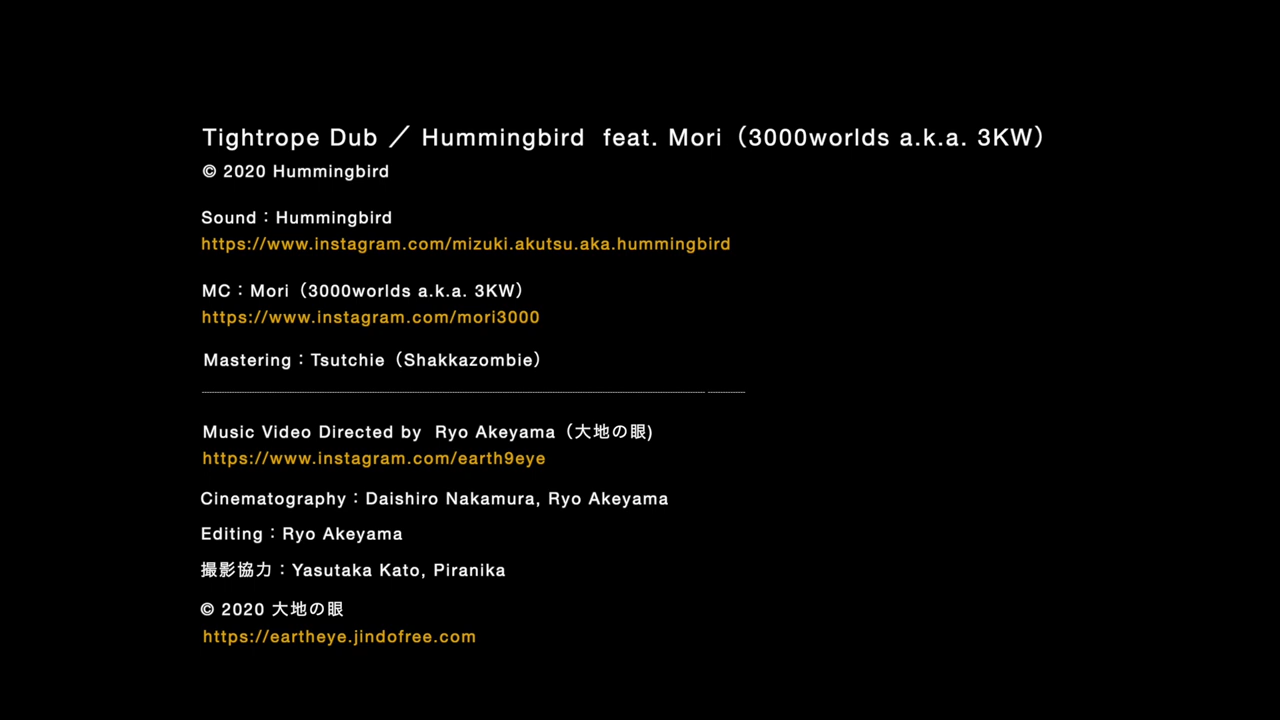 Tightrope Dub ／ Hummingbird  feat. Mori（3000worlds a.k.a. 3KW）
© 2020 Hummingbird
Sound：Hummingbird
https://www.instagram.com/mizuki.akutsu.aka.hummingbird
MC：Mori（3000worlds a.k.a. 3KW）
https://www.instagram.com/mori3000
Mastering：Tsutchie（Shakkazombie）
Music Video Directed by  Ryo Akeyama（大地の眼)
https://www.instagram.com/earth9eye
Cinematography：Daishiro Nakamura, Ryo Akeyama
Editing：Ryo Akeyama
撮影協力：Yasutaka Kato, Piranika
© 2020 大地の眼
https://eartheye.jindofree.com